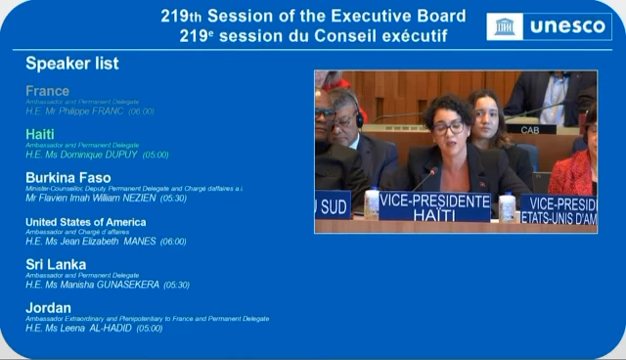 219th Session of the Executive Board
219e session du Conseil exécutif
unesco
Speaker list
France
Ambassador and Permanent Delegate
H.E. Mr Philippe FRANC (06:00)
Haiti
Ambassador and Permanent Delegate
H.E. Ms Dominique DUPUY (05:00)
Burkina Faso
Minister-Counsellor, Deputy Permanent Delegate and Chargé d'affaires a.i.
Mr Flavien Imah William NEZIEN (05:30)
United States of America
Ambassador and Chargé d'affaires
H.E. Ms Jean Elizabeth MANES (06:00)
Sri Lanka
Ambassador and Permanent Delegate
H.E. Ms Manisha GUNASEKERA (05:30)
Jordan
Ambassador Extraordinary and Plenipotentiary to France and Permanent Delegate
H.E. Ms Leena AL-HADID (05:00)
CAB
U SUD
VICE-PRESIDENTE
HAÏTI
VICE-PRESID
ETATS-UNIS D'AM